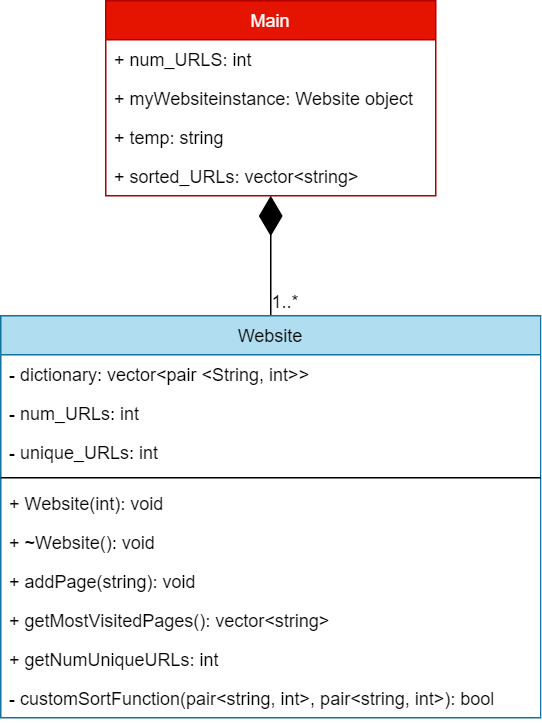 Main
+ num_URLS: int
+ myWebsiteinstance: Website object
+ temp: string
+ sorted_URLs: vector<string>
1..*
Website
- dictionary: vector<pair <String, int>>
- num_URLs: int
- unique_URLs: int
+ Website(int): void
+ ~Website(): void
+ addPage(string): void
+ getMostVisitedPages(): vector<string>
+ getNumUniqueURLs: int
- customSortFunction(pair<string, int>, pair<string, int>): bool